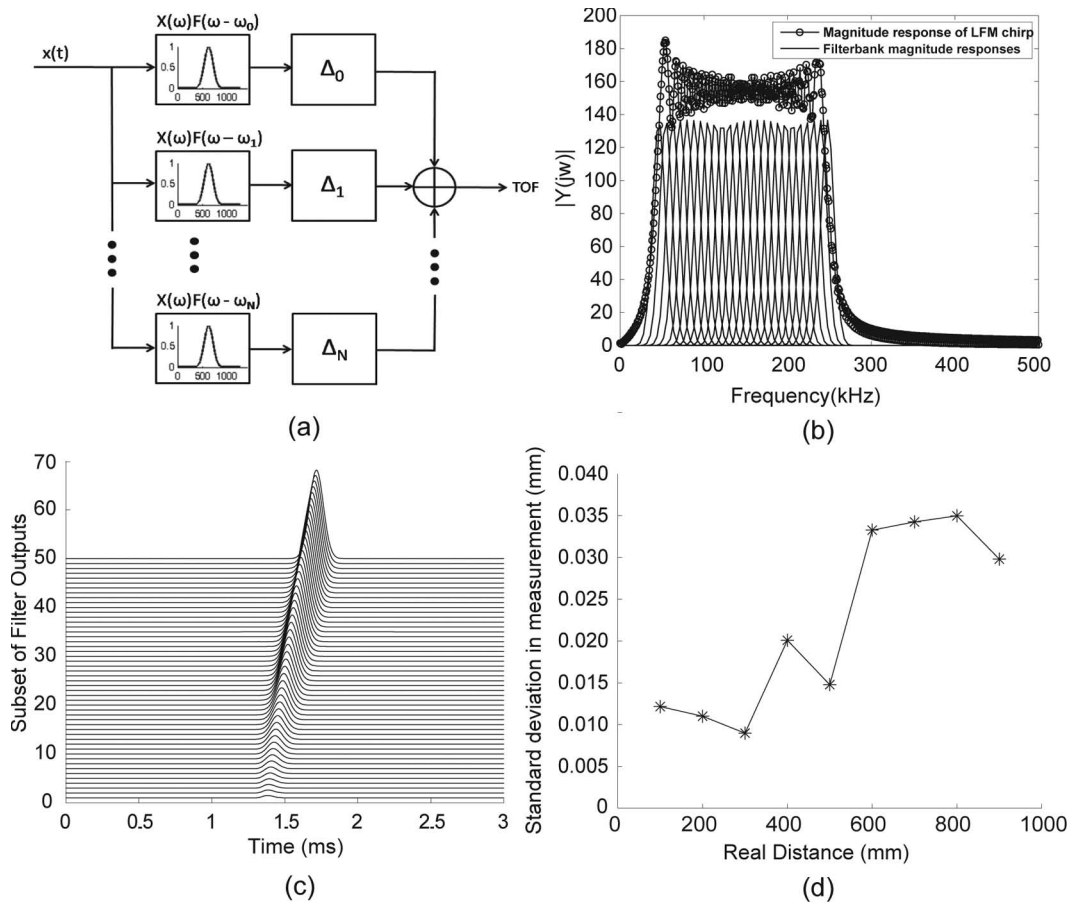 X(ω)F(ω - ω₀)
x(t)
1
0.5
0
0 500 1000
Δ₀
X(ω)F(ω – ω₁)
1
0.5
0
0 500 1000
Δ₁
TOF
X(ω)F(ω - ω_N)
1
0.5
0
0 500 1000
Δ_N
(a)
200
180
160
140
120
100
80
60
40
20
0
|Y(jw)|
Magnitude response of LFM chirp
Filterbank magnitude responses
0 100 200 300 400 500
Frequency(kHz)
(b)
70
60
50
40
30
20
10
0
Subset of Filter Outputs
0 0.5 1 1.5 2 2.5 3
Time (ms)
(c)
0.040
0.035
0.030
0.025
0.020
0.015
0.010
0.005
0
Standard deviation in measurement (mm)
0 200 400 600 800 1000
Real Distance (mm)
(d)